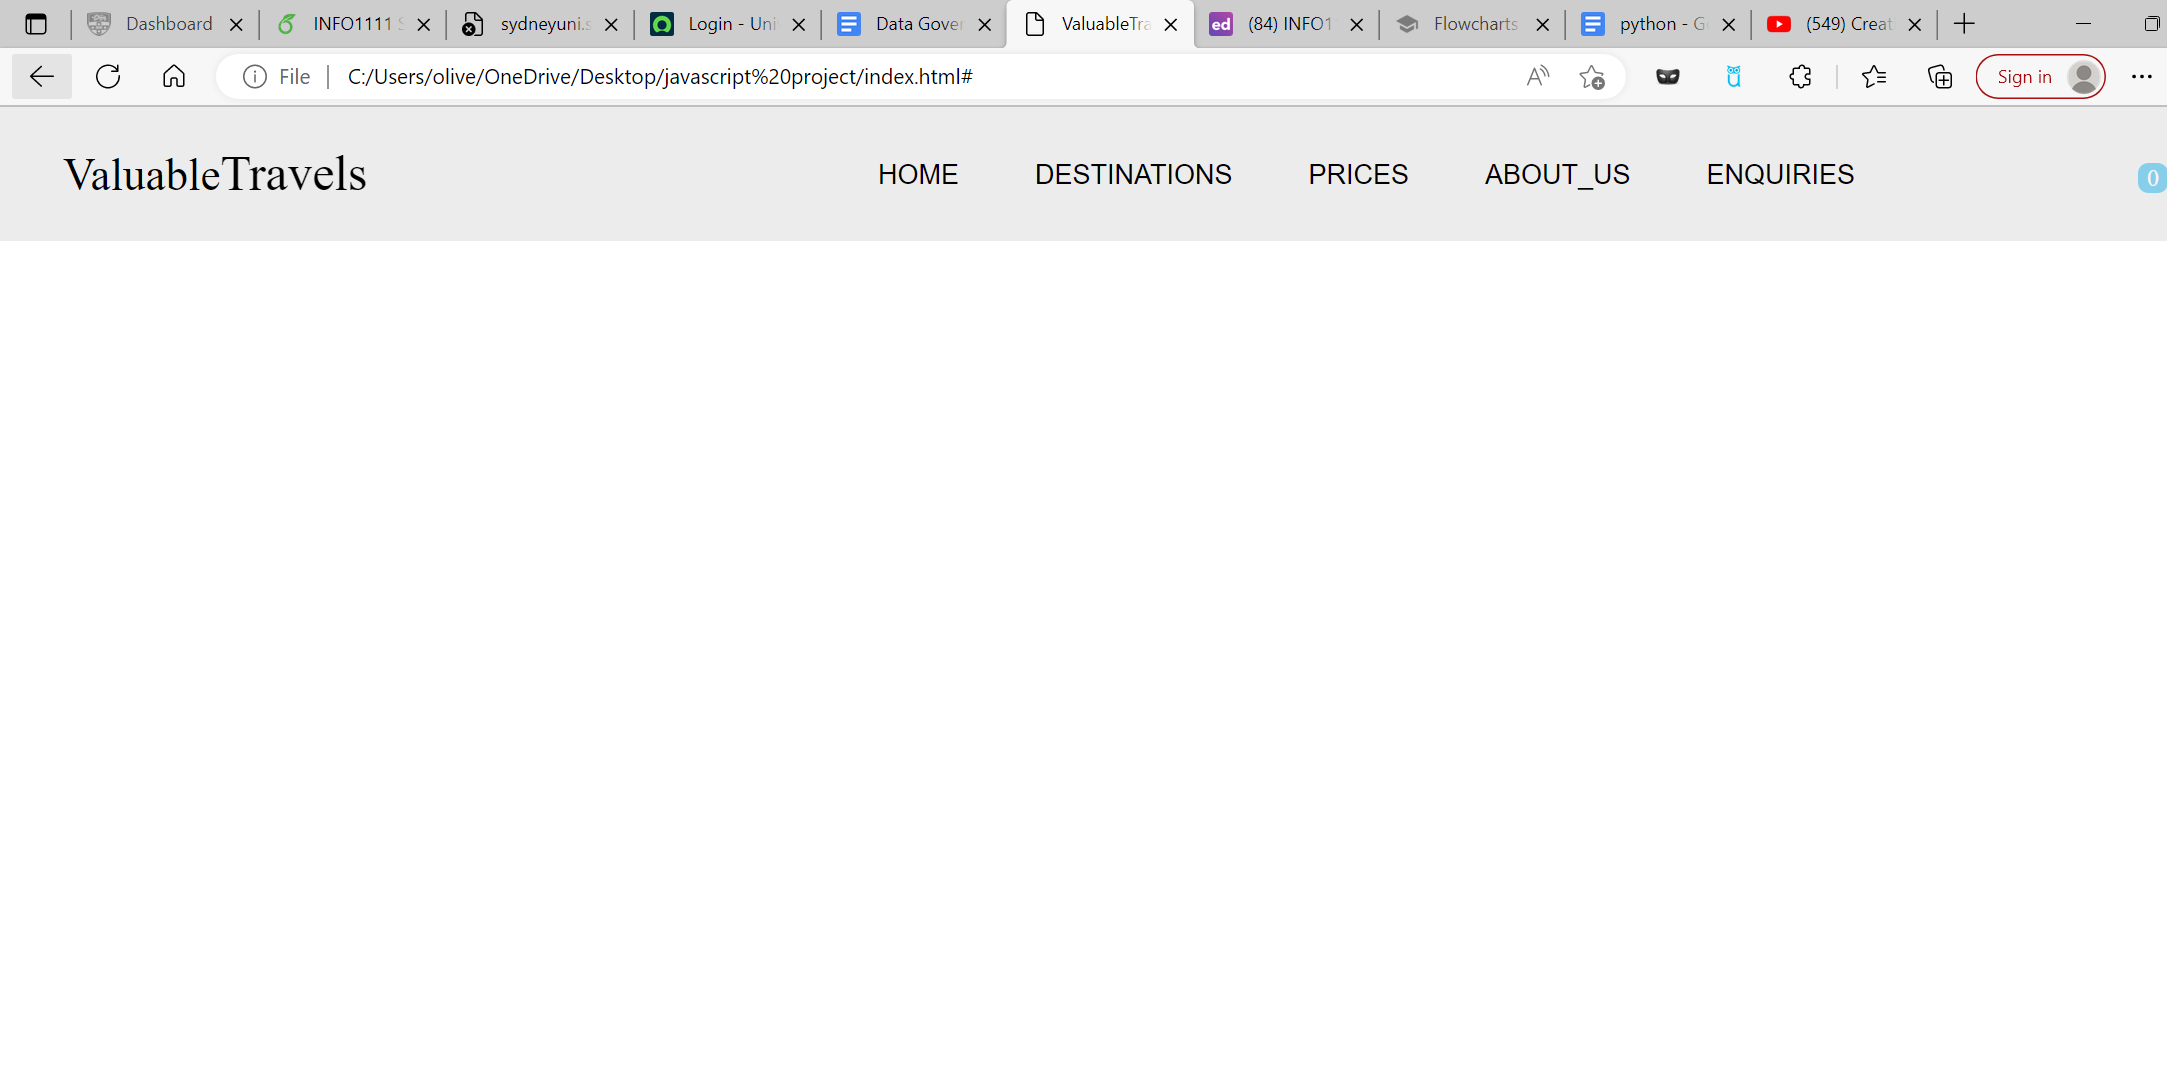 Dashboard
INFO1111 S
sydneyuni.s
Login - Uni
Data Gover
ValuableTra
ed (84) INFO1
Flowcharts
python - G
(549) Creat
File
C:/Users/olive/OneDrive/Desktop/javascript%20project/index.html#
Sign in
ValuableTravels
HOME
DESTINATIONS
PRICES
ABOUT_US
ENQUIRIES
0